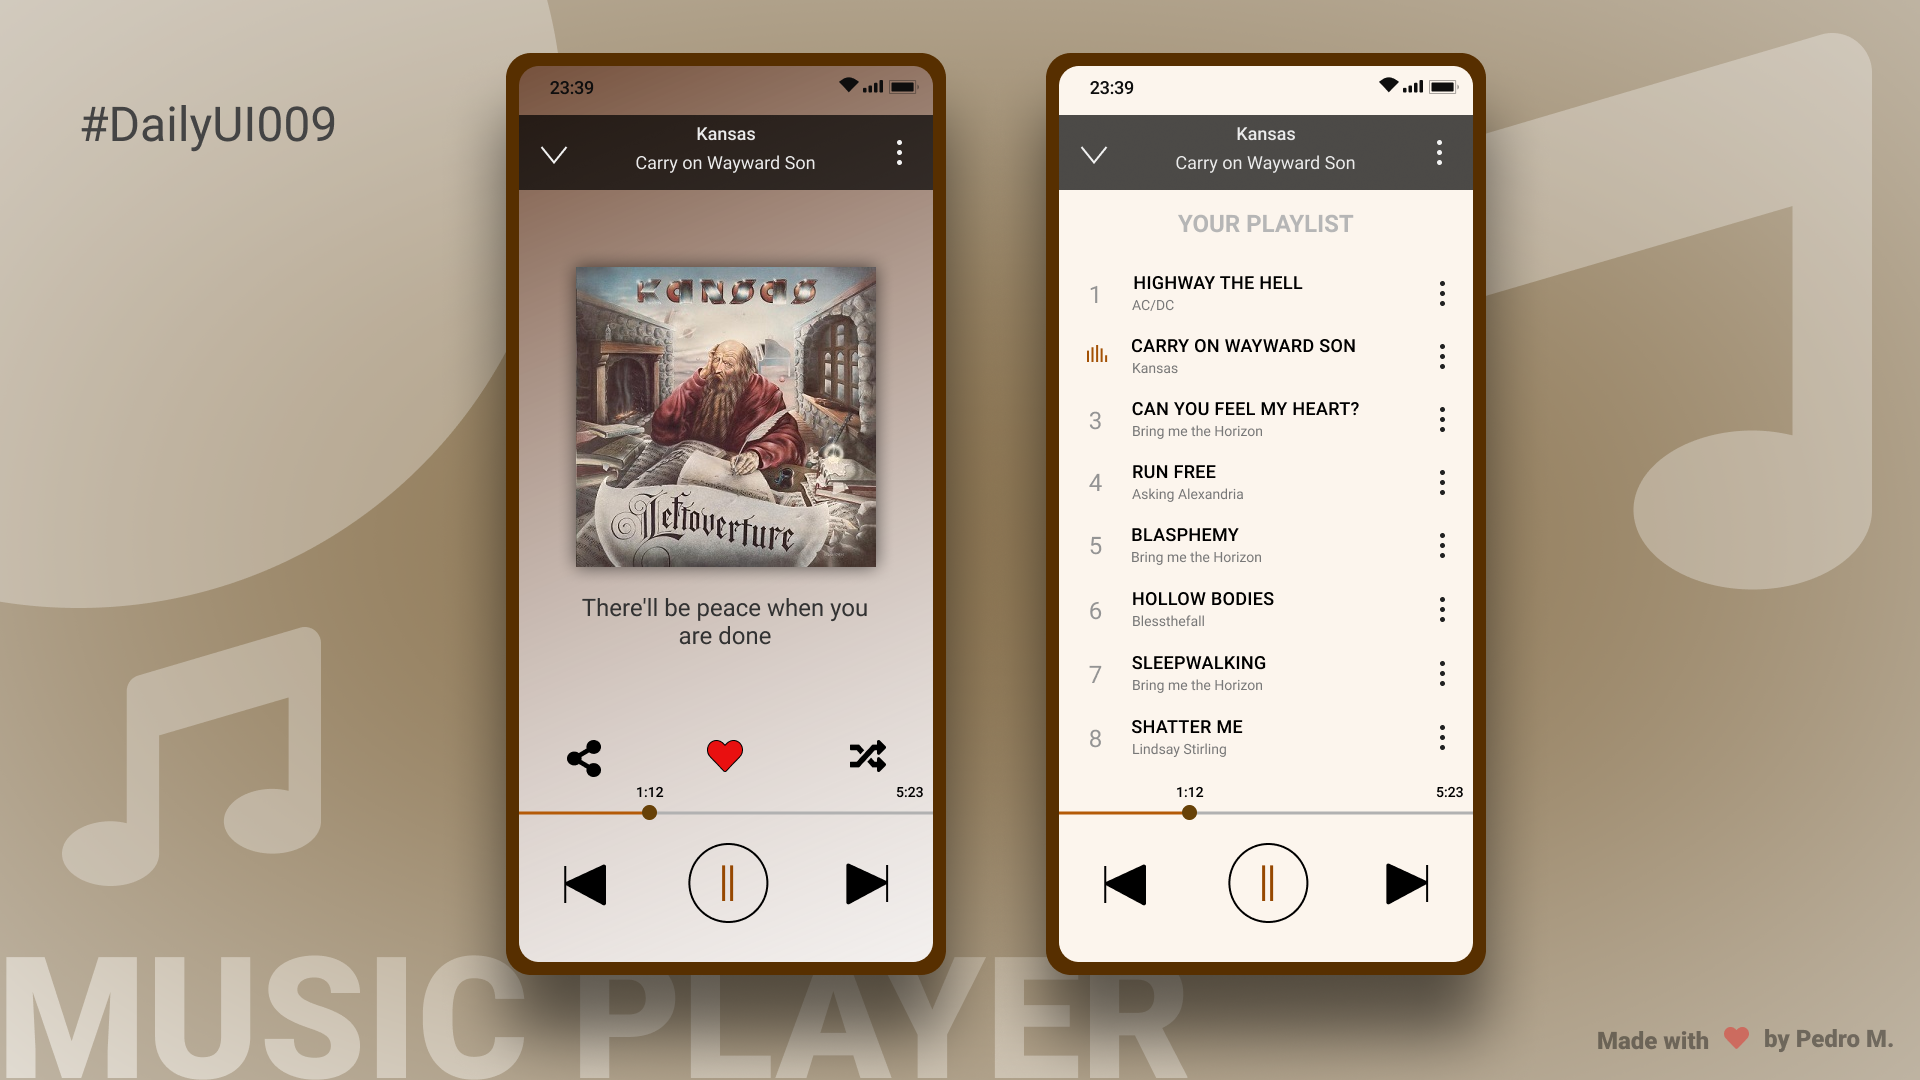 #DailyUI009
23:39
Kansas
Carry on Wayward Son
KANSAS
Leftoverture
There'll be peace when you
are done
1:12
5:23
23:39
Kansas
Carry on Wayward Son
YOUR PLAYLIST
1 HIGHWAY THE HELL
AC/DC
CARRY ON WAYWARD SON
Kansas
3 CAN YOU FEEL MY HEART?
Bring me the Horizon
4 RUN FREE
Asking Alexandria
5 BLASPHEMY
Bring me the Horizon
6 HOLLOW BODIES
Blessthefall
7 SLEEPWALKING
Bring me the Horizon
8 SHATTER ME
Lindsay Stirling
1:12
5:23
MUSIC PLAYER
Made with by Pedro M.